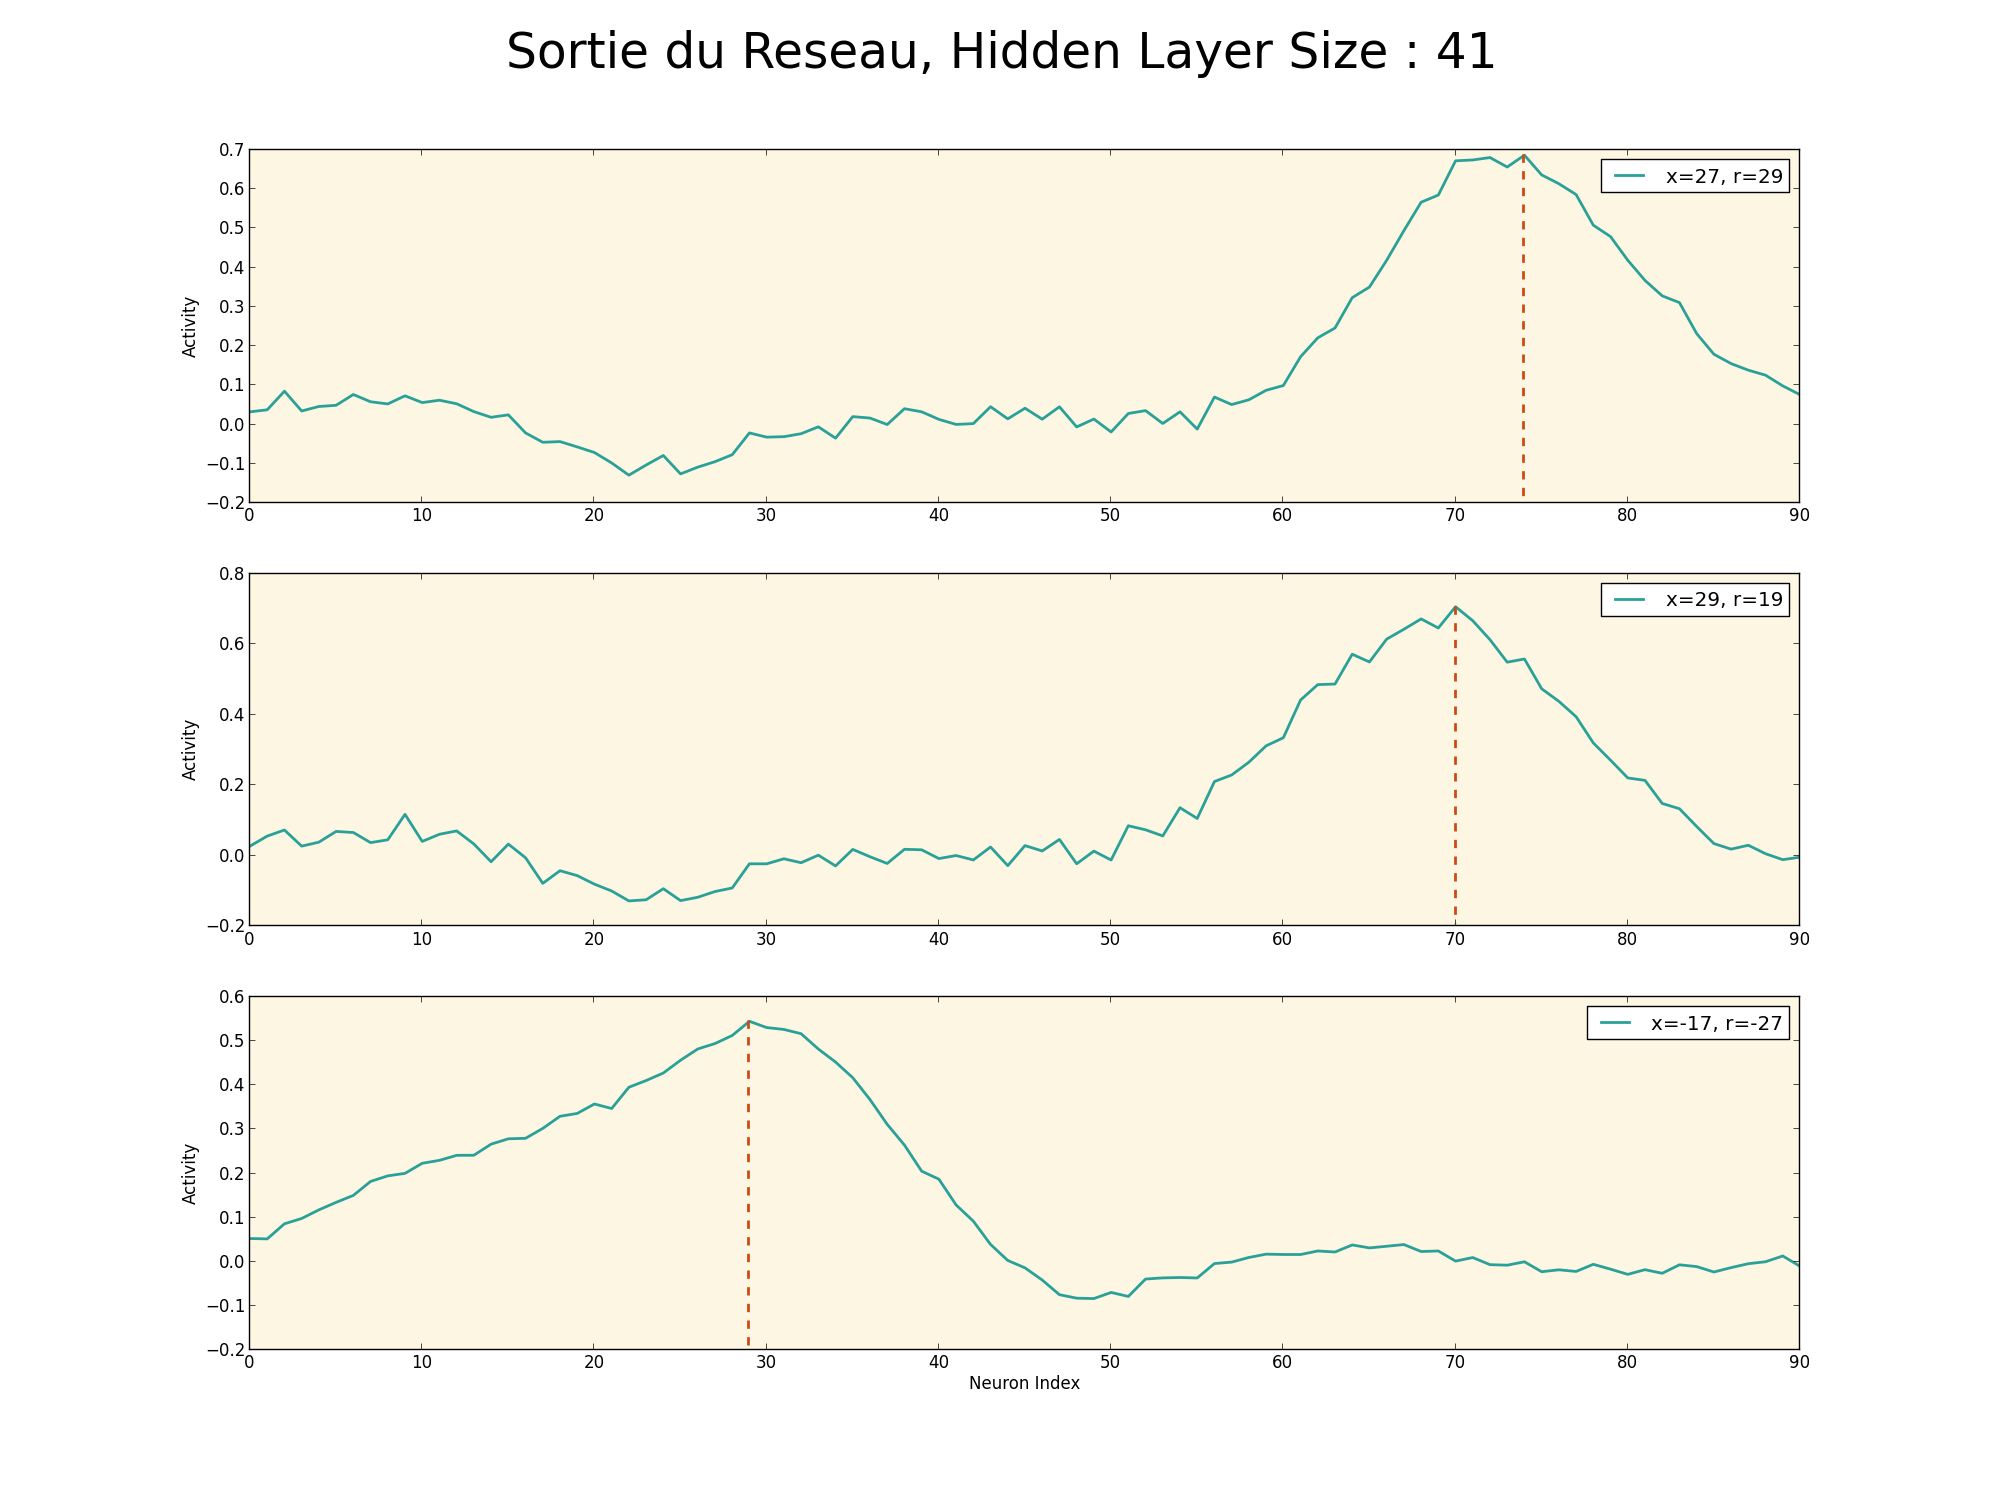 Sortie du Reseau, Hidden Layer Size : 41
0.7
0.6
0.5
0.4
0.3
0.2
0.1
0.0
−0.1
−0.2
Activity
x=27, r=29
0 10 20 30 40 50 60 70 80 90
0.8
0.6
0.4
0.2
0.0
−0.2
Activity
x=29, r=19
0 10 20 30 40 50 60 70 80 90
0.6
0.5
0.4
0.3
0.2
0.1
0.0
−0.1
−0.2
Activity
x=-17, r=-27
0 10 20 30 40 50 60 70 80 90
Neuron Index